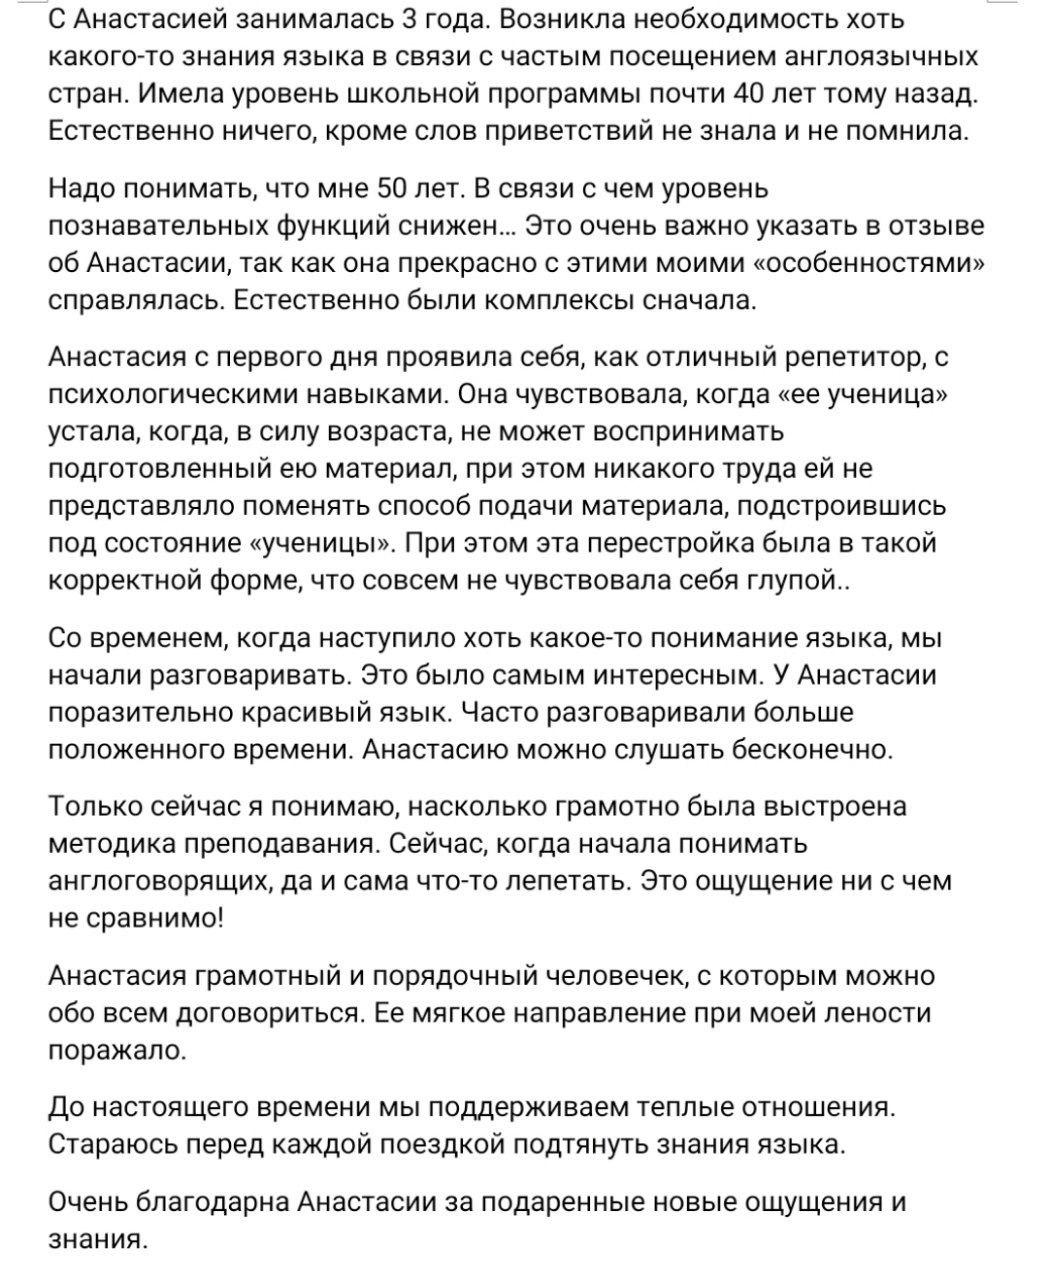 С Анастасией занималась 3 года. Возникла необходимость хоть
какого-то знания языка в связи с частым посещением англоязычных
стран. Имела уровень школьной программы почти 40 лет тому назад.
Естественно ничего, кроме слов приветствий не знала и не помнила.
Надо понимать, что мне 50 лет. В связи с чем уровень
познавательных функций снижен... Это очень важно указать в отзыве
об Анастасии, так как она прекрасно с этими моими «особенностями»
справлялась. Естественно были комплексы сначала.
Анастасия с первого дня проявила себя, как отличный репетитор, с
психологическими навыками. Она чувствовала, когда «ее ученица»
устала, когда, в силу возраста, не может воспринимать
подготовленный ею материал, при этом никакого труда ей не
представляло поменять способ подачи материала, подстроившись
под состояние «ученицы». При этом эта перестройка была в такой
корректной форме, что совсем не чувствовала себя глупой..
Со временем, когда наступило хоть какое-то понимание языка, мы
начали разговаривать. Это было самым интересным. У Анастасии
поразительно красивый язык. Часто разговаривали больше
положенного времени. Анастасию можно слушать бесконечно.
Только сейчас я понимаю, насколько грамотно была выстроена
методика преподавания. Сейчас, когда начала понимать
англоговорящих, да и сама что-то лепетать. Это ощущение ни с чем
не сравнимо!
Анастасия грамотный и порядочный человечек, с которым можно
обо всем договориться. Ее мягкое направление при моей лености
поражало.
До настоящего времени мы поддерживаем теплые отношения.
Стараюсь перед каждой поездкой подтянуть знания языка.
Очень благодарна Анастасии за подаренные новые ощущения и
знания.